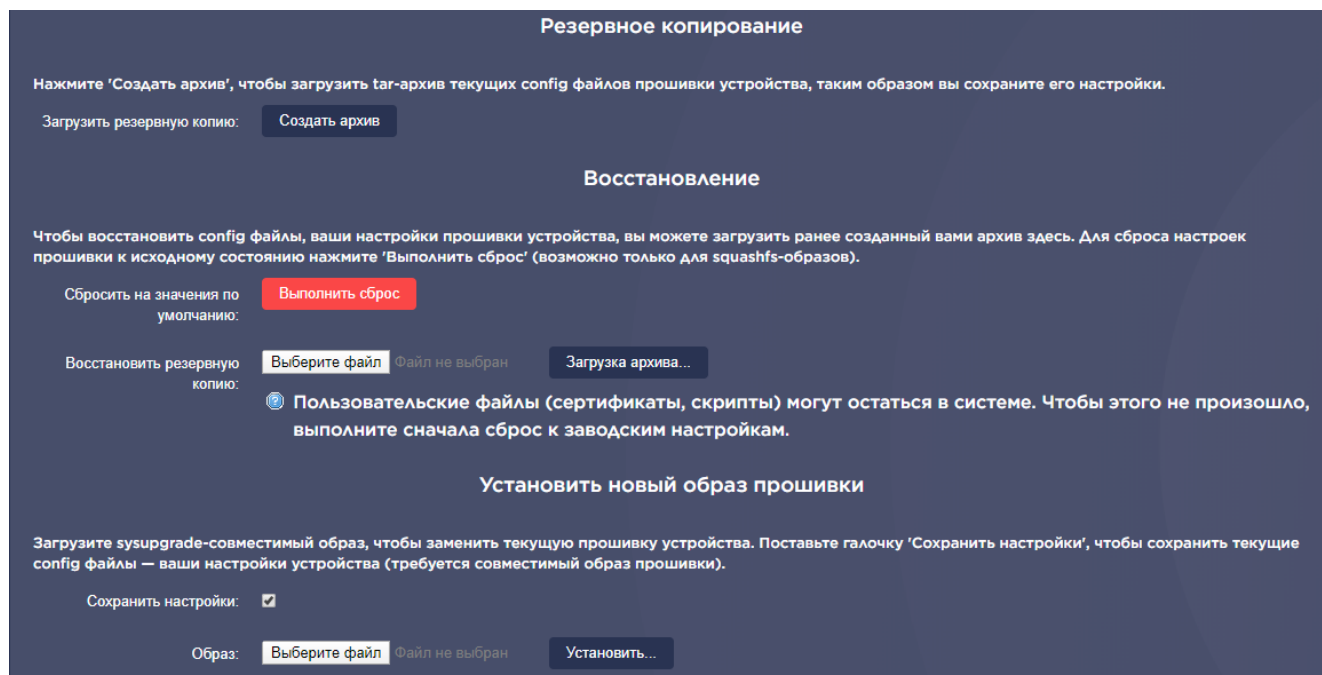 Резервное копирование
Нажмите 'Создать архив', чтобы загрузить tar-архив текущих config файлов прошивки устройства, таким образом вы сохраните его настройки.
Загрузить резервную копию: Создать архив
Восстановление
Чтобы восстановить config файлы, ваши настройки прошивки устройства, вы можете загрузить ранее созданный вами архив здесь. Для сброса настроек
прошивки к исходному состоянию нажмите 'Выполнить сброс' (возможно только для squashfs-образов).
Сбросить на значения по
умолчанию:
Выполнить сброс
Восстановить резервную
копию:
Выберите файл Файл не выбран Загрузка архива...
Пользовательские файлы (сертификаты, скрипты) могут остаться в системе. Чтобы этого не произошло,
выполните сначала сброс к заводским настройкам.
Установить новый образ прошивки
Загрузите sysupgrade-совместимый образ, чтобы заменить текущую прошивку устройства. Поставьте галочку 'Сохранить настройки', чтобы сохранить текущие
config файлы — ваши настройки устройства (требуется совместимый образ прошивки).
Сохранить настройки:
Образ: Выберите файл Файл не выбран Установить...